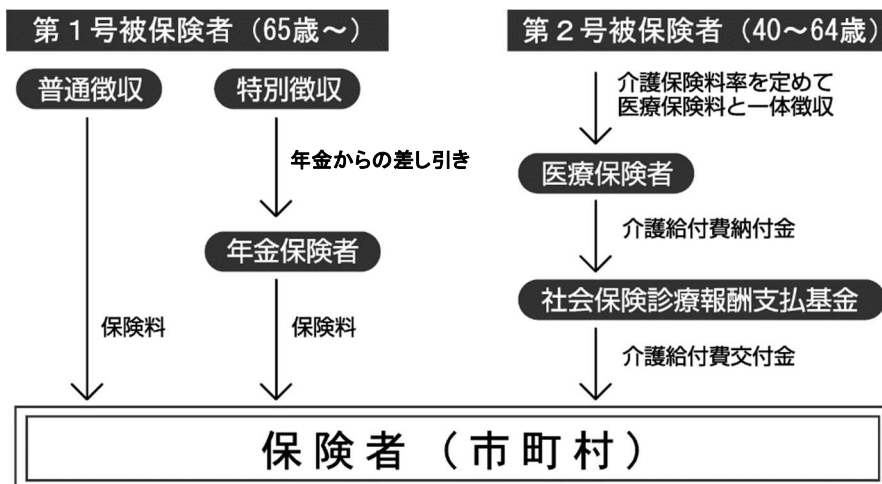 第１号被保険者（65歳～）
普通徴収
特別徴収
年金からの差し引き
年金保険者
保険料
保険料
第２号被保険者（40～64歳）
介護保険料率を定めて
医療保険料と一体徴収
医療保険者
介護給付費納付金
社会保険診療報酬支払基金
介護給付費交付金
保険者（市町村）